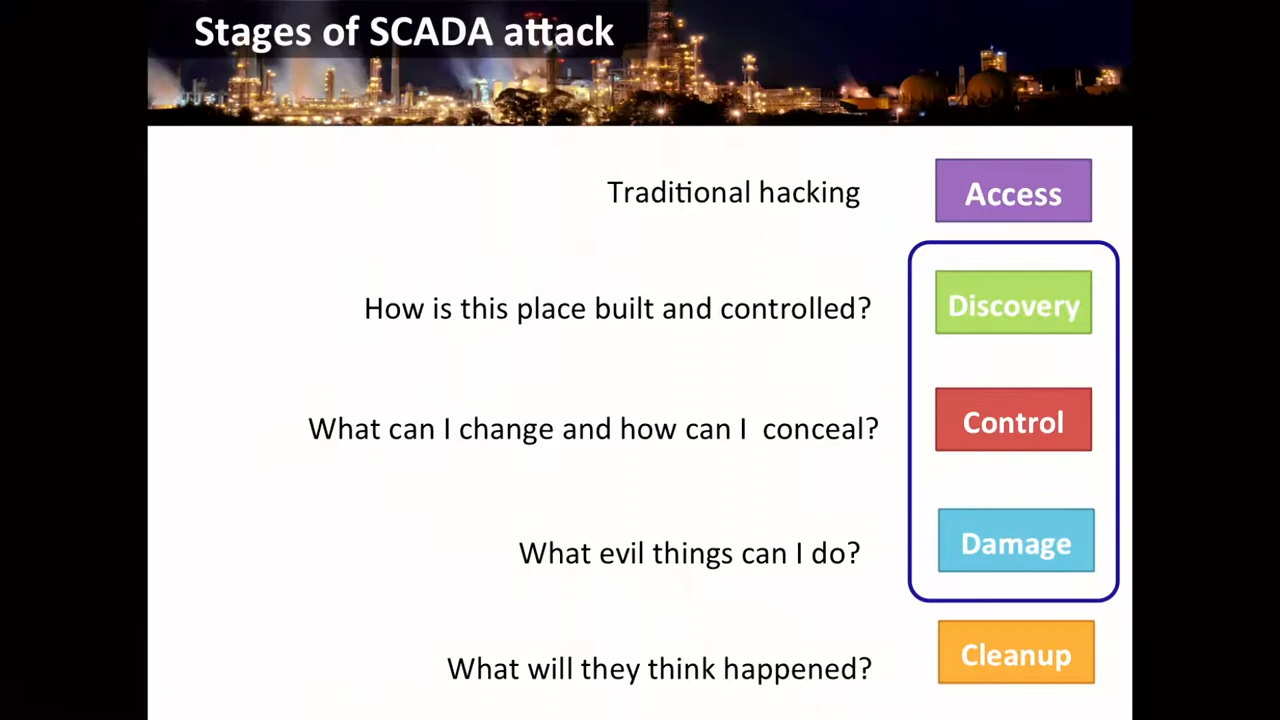 Stages of SCADA attack
Traditional hacking
Access
How is this place built and controlled?
Discovery
What can I change and how can I conceal?
Control
What evil things can I do?
Damage
What will they think happened?
Cleanup